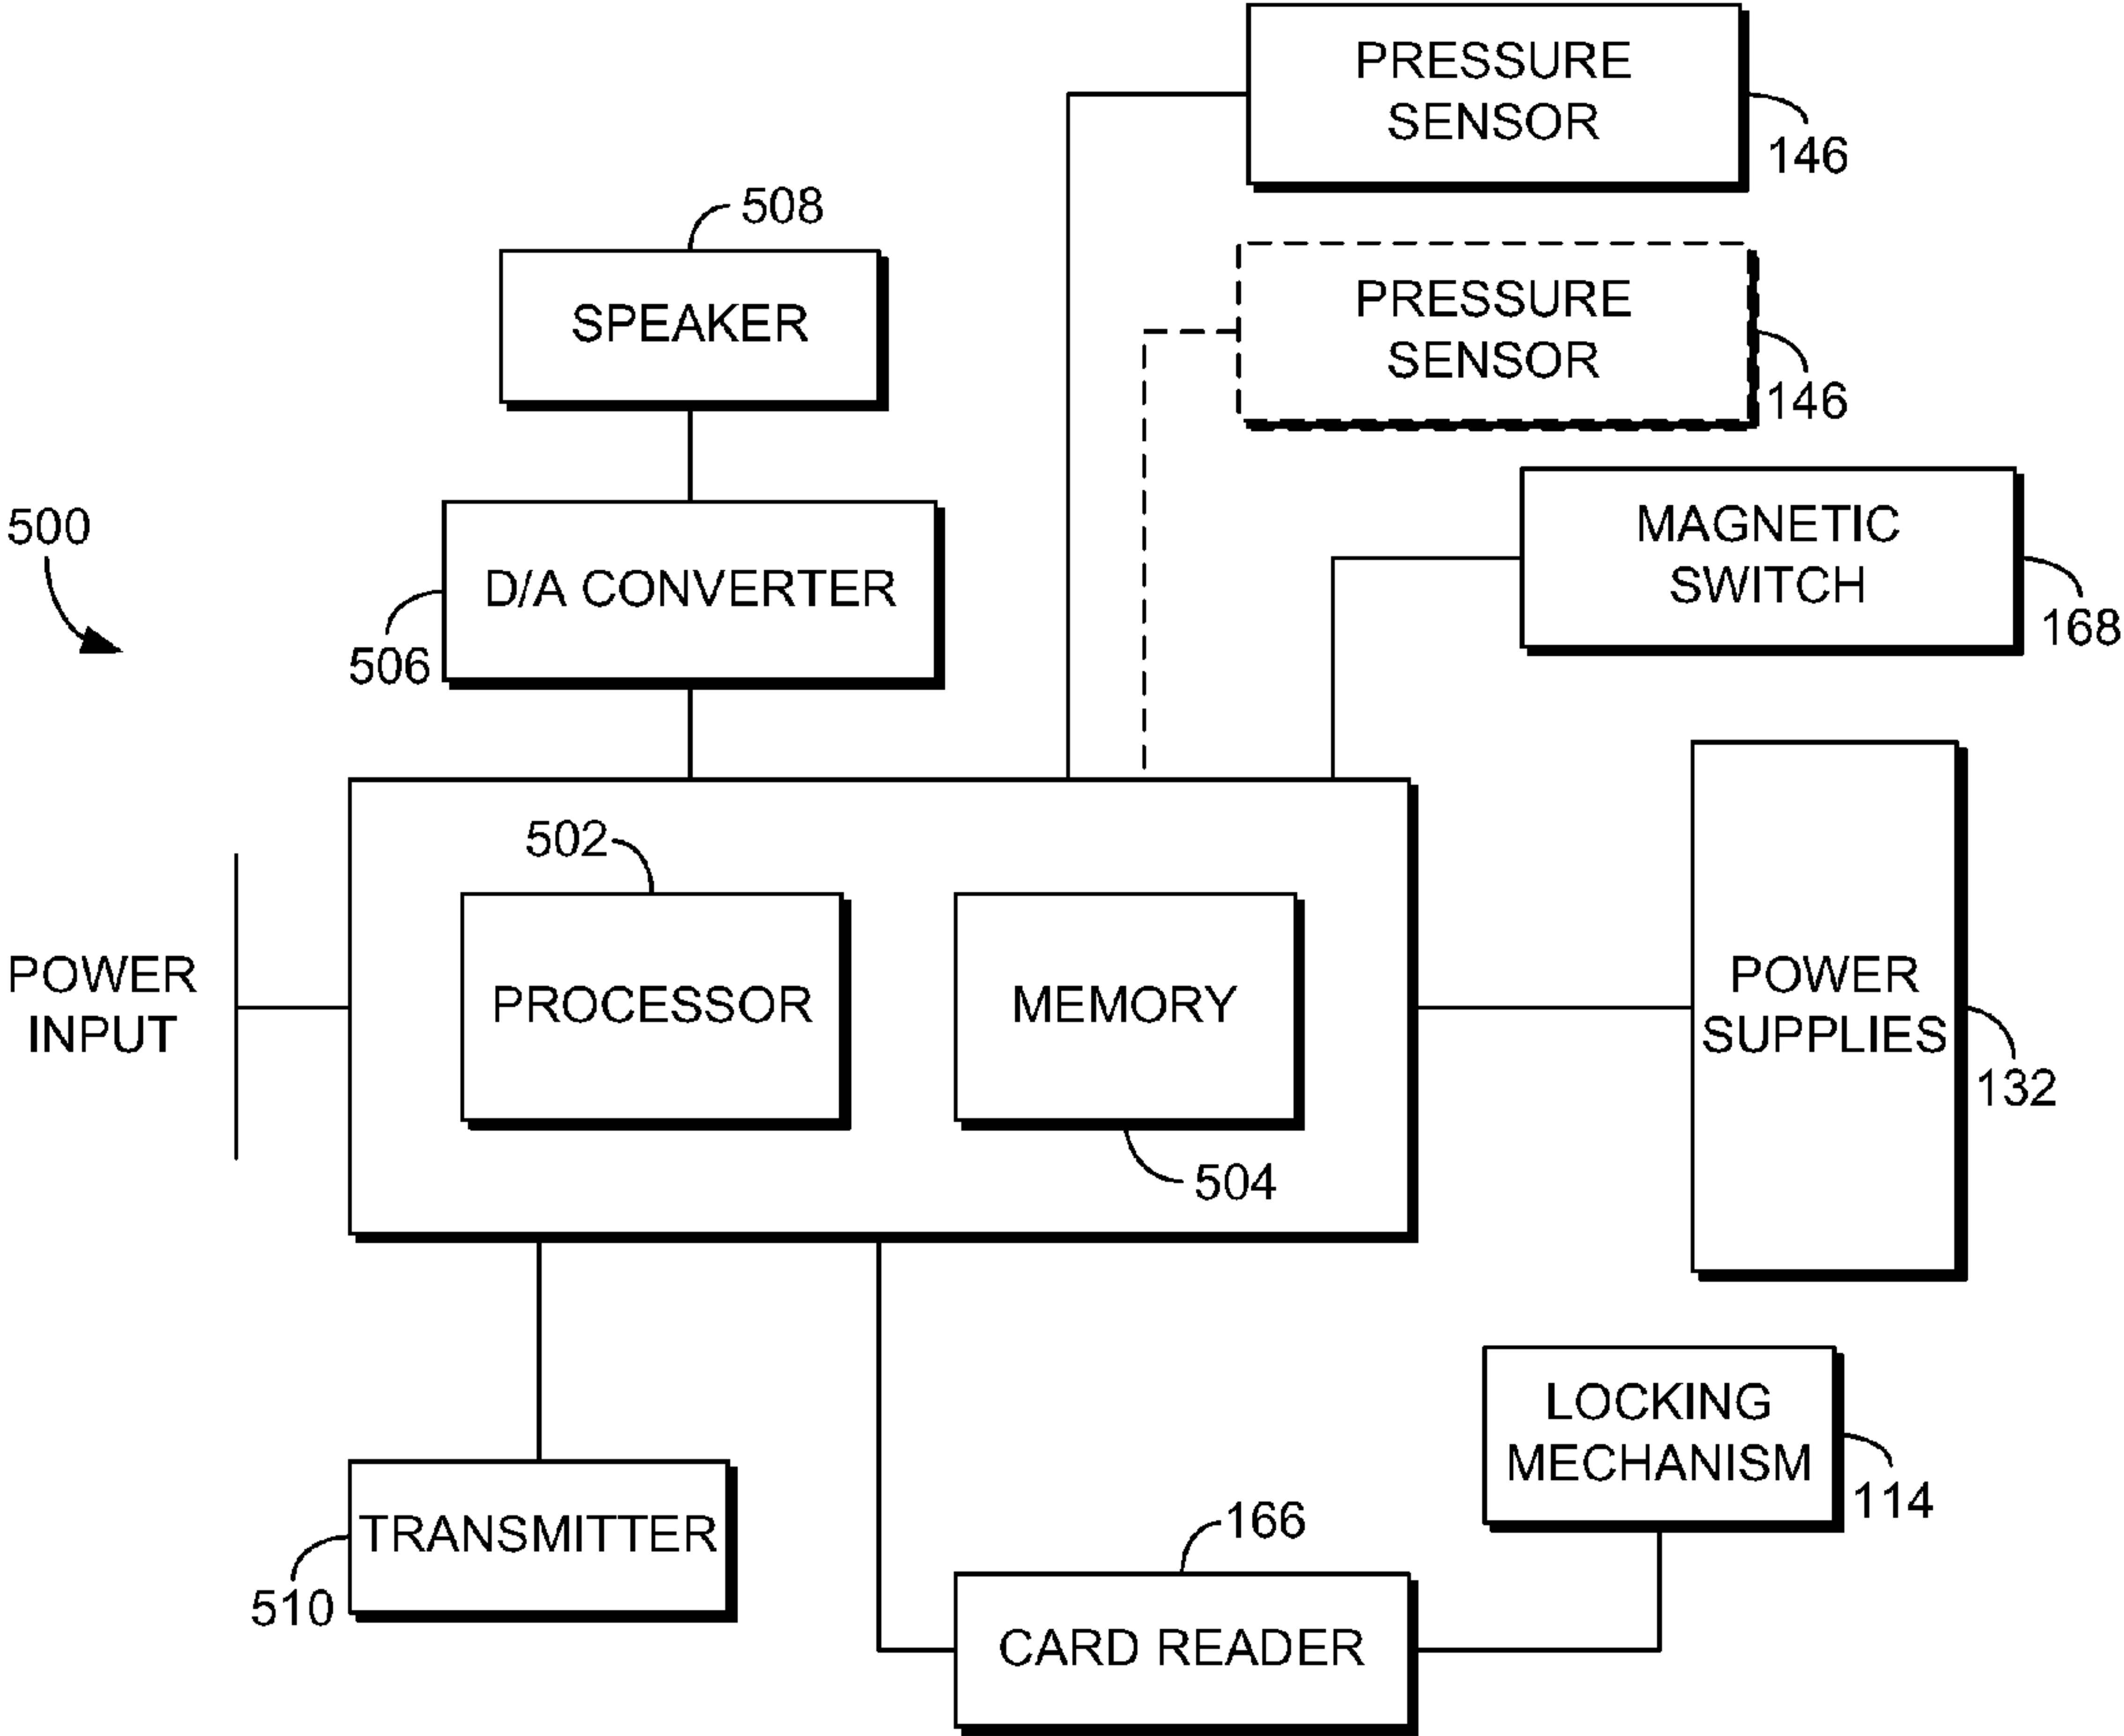 PRESSURE
SENSOR
146
508
SPEAKER
PRESSURE
SENSOR
146
500
D/A CONVERTER
506
MAGNETIC
SWITCH
168
502
PROCESSOR
MEMORY
504
POWER
INPUT
POWER
SUPPLIES
132
LOCKING
MECHANISM
114
TRANSMITTER
510
166
CARD READER